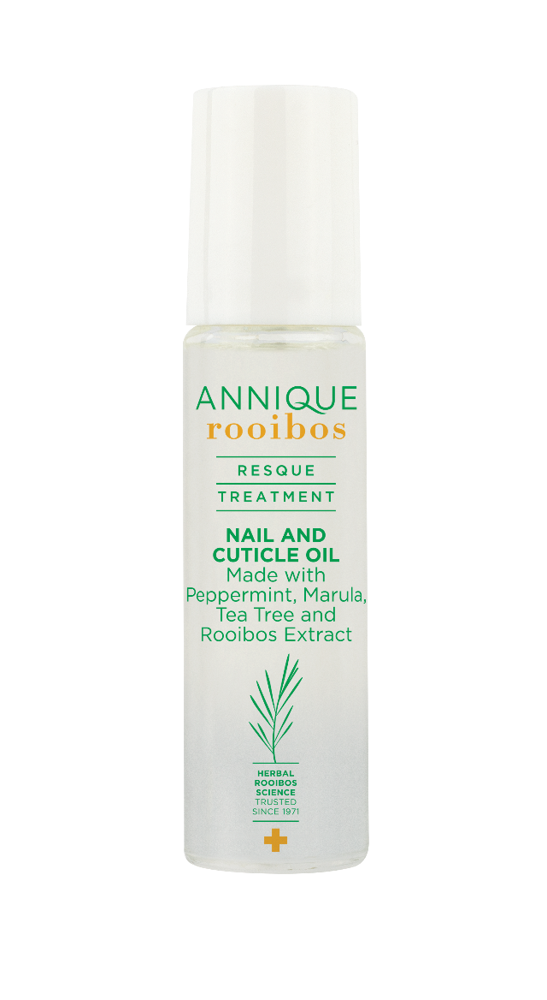 ANNIQUE
rooibos
RESQUE
TREATMENT
NAIL AND
CUTICLE OIL
Made with
Peppermint, Marula,
Tea Tree and
Rooibos Extract
HERBAL
ROOIBOS
SCIENCE
TRUSTED
SINCE 1971